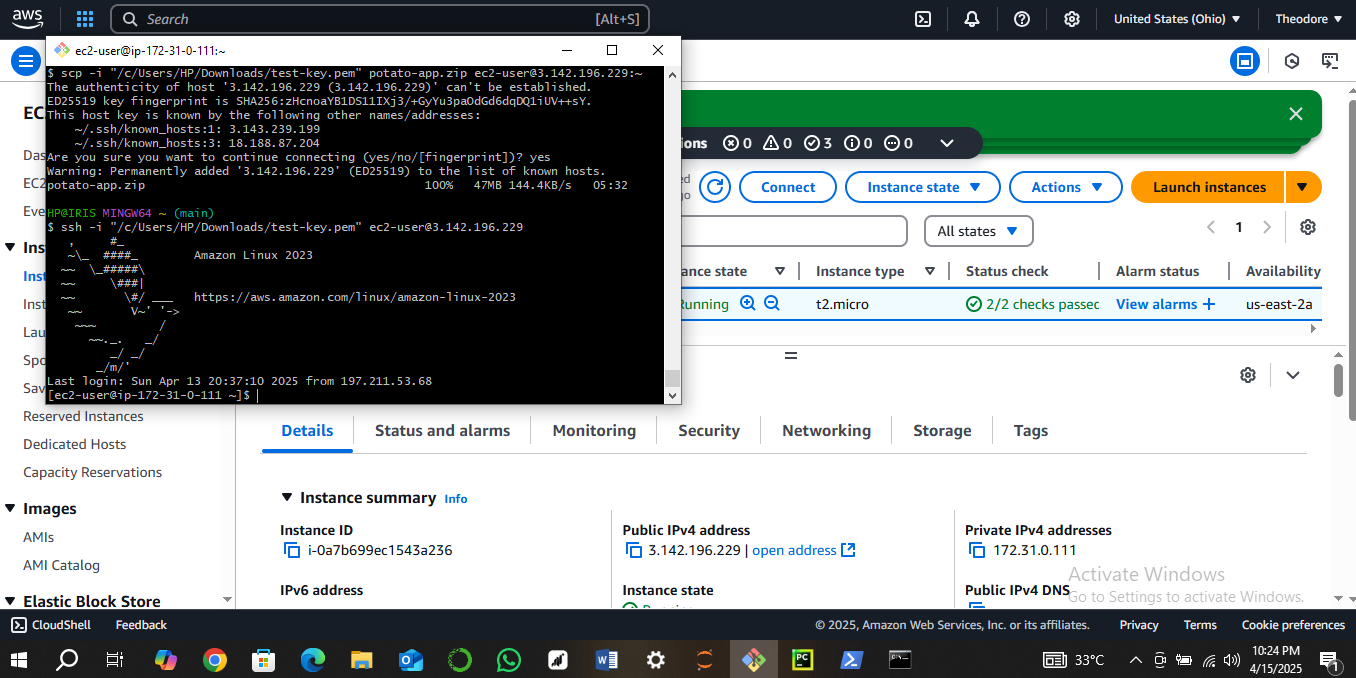 aws
Search
[Alt+S]
United States (Ohio)
Theodore
ec2-user@ip-172-31-0-111:~
$ scp -i "/c/Users/HP/Downloads/test-key.pem" potato-app.zip ec2-user@3.142.196.229:~
The authenticity of host '3.142.196.229 (3.142.196.229)' can't be established.
ED25519 key fingerprint is SHA256:zHcnoaYB1DS11IXj3/+GyYu3paOdGd6dqDQ1iUV++sY.
This host key is known by the following other names/addresses:
~/.ssh/known_hosts:1: 3.143.239.199
~/.ssh/known_hosts:3: 18.188.87.204
Are you sure you want to continue connecting (yes/no/[fingerprint])? yes
Warning: Permanently added '3.142.196.229' (ED25519) to the list of known hosts.
potato-app.zip 100% 47MB 144.4KB/s 05:32
HP@IRIS MINGW64 ~ (main)
$ ssh -i "/c/Users/HP/Downloads/test-key.pem" ec2-user@3.142.196.229
   ,     #_
   ~\_  ####_        Amazon Linux 2023
  ~~  \_#####\
  ~~     \###|
  ~~       \#/ ___   https://aws.amazon.com/linux/amazon-linux-2023
   ~~       V~' '->
    ~~~         /
      ~~._.   _/
         _/ _/
       _/m/'
Last login: Sun Apr 13 20:37:10 2025 from 197.211.53.68
[ec2-user@ip-172-31-0-111 ~]$
EC
Das
EC2
Eve
Ins
Inst
Inst
Lau
Spo
Sav
Reserved Instances
Dedicated Hosts
Capacity Reservations
Images
AMIs
AMI Catalog
Elastic Block Store
ions 0 0 3 0 0
ed
go
Connect
Instance state
Actions
Launch instances
All states
1
ance state
Instance type
Status check
Alarm status
Availability
Running
t2.micro
2/2 checks passec
View alarms +
us-east-2a
Details
Status and alarms
Monitoring
Security
Networking
Storage
Tags
Instance summary Info
Instance ID
i-0a7b699ec1543a236
Public IPv4 address
3.142.196.229 | open address
Private IPv4 addresses
172.31.0.111
IPv6 address
Instance state
Running
Public IPv4 DNS
Activate Windows
Go to Settings to activate Windows.
CloudShell
Feedback
© 2025, Amazon Web Services, Inc. or its affiliates.
Privacy
Terms
Cookie preferences
W
PC
33°C
10:24 PM
4/15/2025
1